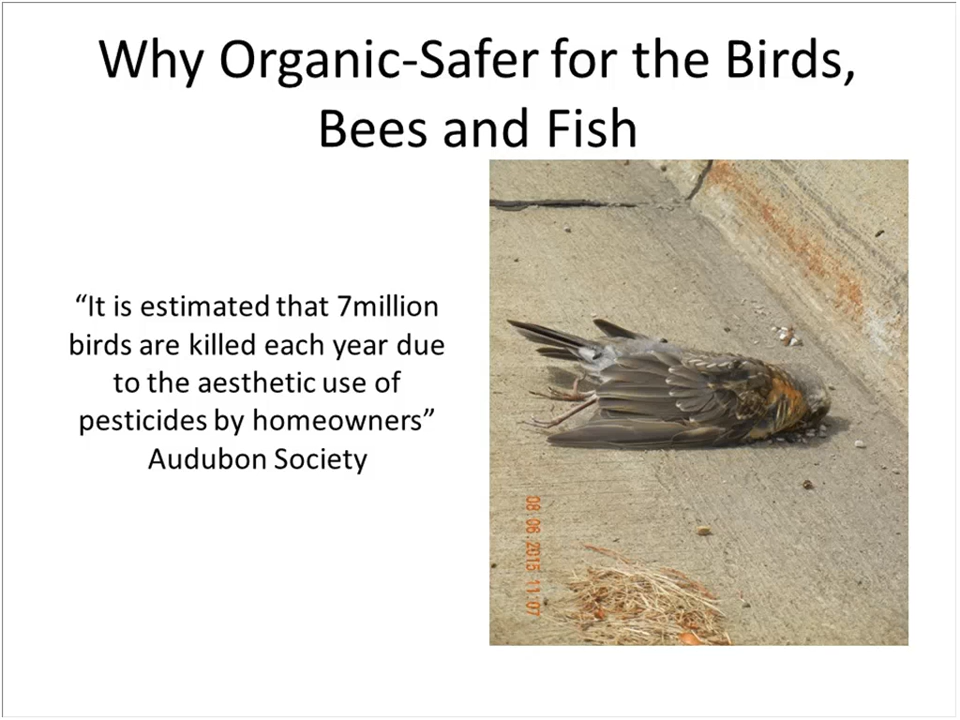 Why Organic-Safer for the Birds,
Bees and Fish
“It is estimated that 7million
birds are killed each year due
to the aesthetic use of
pesticides by homeowners”
Audubon Society
08 06 2015 11:07